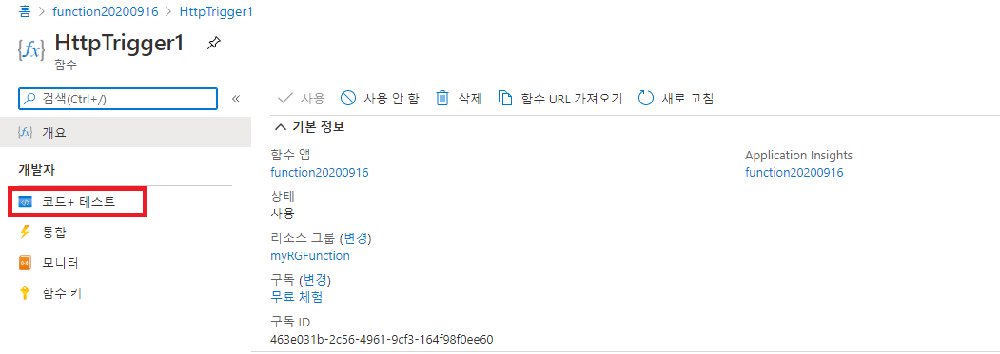 홈 > function20200916 > HttpTrigger1
{fx} HttpTrigger1
함수
검색(Ctrl+/) «
{fx} 개요
개발자
코드+ 테스트
통합
모니터
함수 키
사용 사용 안 함 삭제 함수 URL 가져오기 새로 고침
기본 정보
함수 앱
function20200916
상태
사용
리소스 그룹 (변경)
myRGFunction
구독 (변경)
무료 체험
구독 ID
463e031b-2c56-4961-9cf3-164f98f0ee60
Application Insights
function20200916